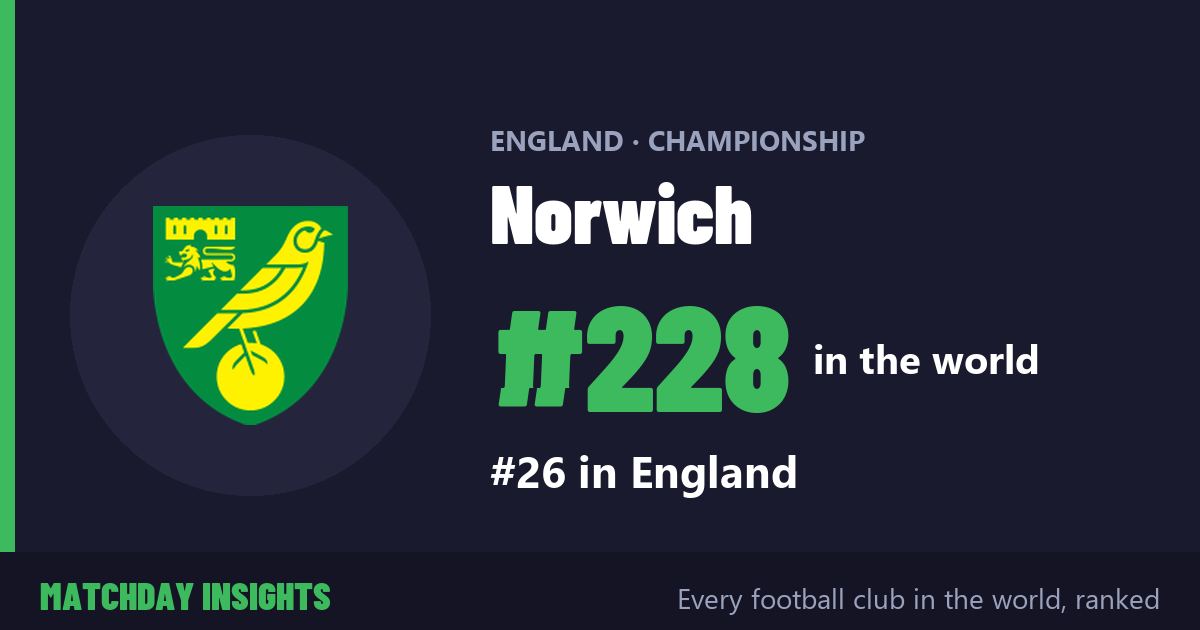 ENGLAND · CHAMPIONSHIP
Norwich
#228 in the world
#26 in England
MATCHDAY INSIGHTS
Every football club in the world, ranked